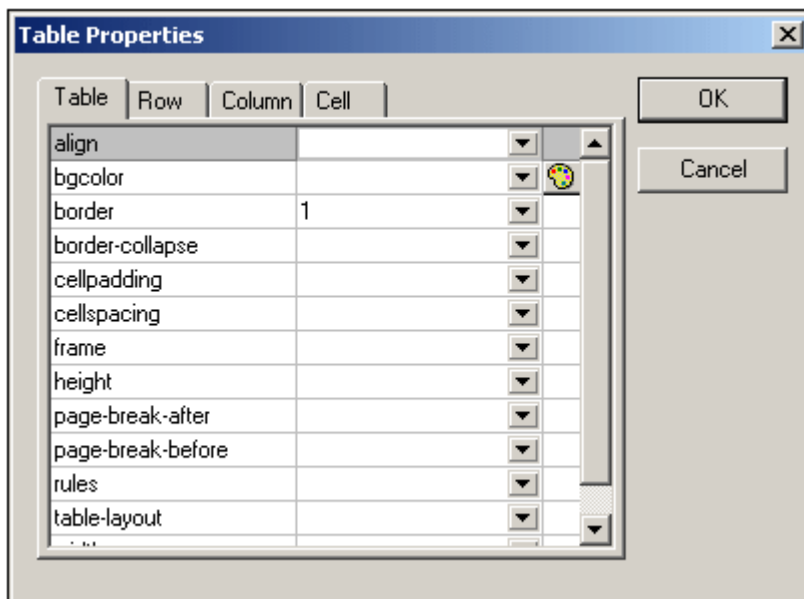 Table Properties
Table Row Column Cell
OK
Cancel
align
bgcolor
border 1
border-collapse
cellpadding
cellspacing
frame
height
page-break-after
page-break-before
rules
table-layout